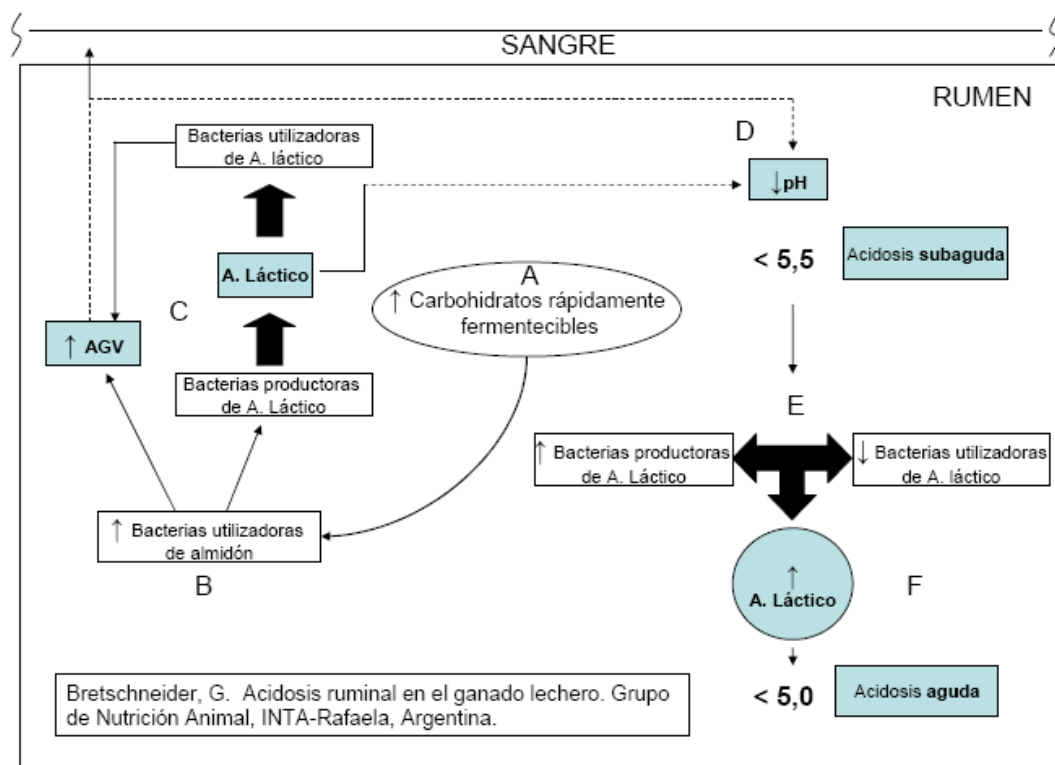 SANGRE
RUMEN
Bacterias utilizadoras
de A. láctico
D
↓pH
A. Láctico
< 5,5
Acidosis subaguda
A
↑ Carbohidratos rápidamente
fermentecibles
C
↑ AGV
Bacterias productoras
de A. Láctico
E
↑ Bacterias productoras
de A. Láctico
↓ Bacterias utilizadoras
de A. láctico
↑ Bacterias utilizadoras
de almidón
B
↑
A. Láctico
F
< 5,0
Acidosis aguda
Bretschneider, G. Acidosis ruminal en el ganado lechero. Grupo
de Nutrición Animal, INTA-Rafaela, Argentina.